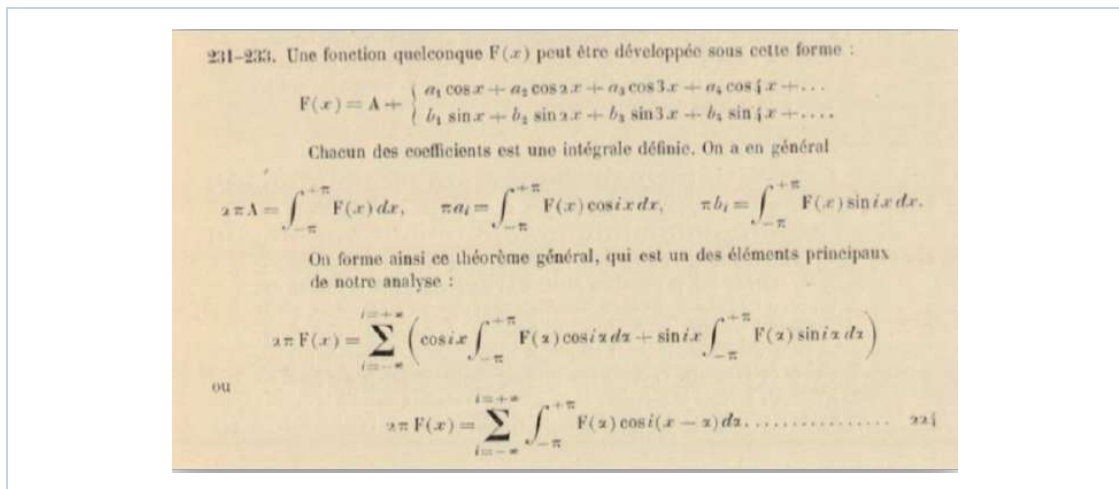 231-233. Une fonction quelconque F(x) peut être développée sous cette forme :
F(x) = A + { a₁ cos x + a₂ cos 2x + a₃ cos 3x + a₄ cos 4x + ...
b₁ sin x + b₂ sin 2x + b₃ sin 3x + b₄ sin 4x + ....
Chacun des coefficients est une intégrale définie. On a en général
2πA = ∫₋π⁺π F(x) dx, πaᵢ = ∫₋π⁺π F(x) cos ix dx, πbᵢ = ∫₋π⁺π F(x) sin ix dx.
On forme ainsi ce théorème général, qui est un des éléments principaux
de notre analyse :
2π F(x) = ∑ i=-∞ i=+∞ (cos ix ∫₋π⁺π F(α) cos iα dα + sin ix ∫₋π⁺π F(α) sin iα dα)
ou
2π F(x) = ∑ i=-∞ i=+∞ ∫₋π⁺π F(α) cos i(x — α) dα. . . . . . . . . . . . . . . . 224